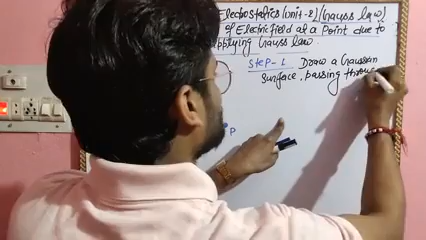 Electrostatics (Unit-2) (Gauss law)
of Electric field at a Point due to
applying Gauss law.
Step-1 Draw a Gaussian
Surface, passing throu
P